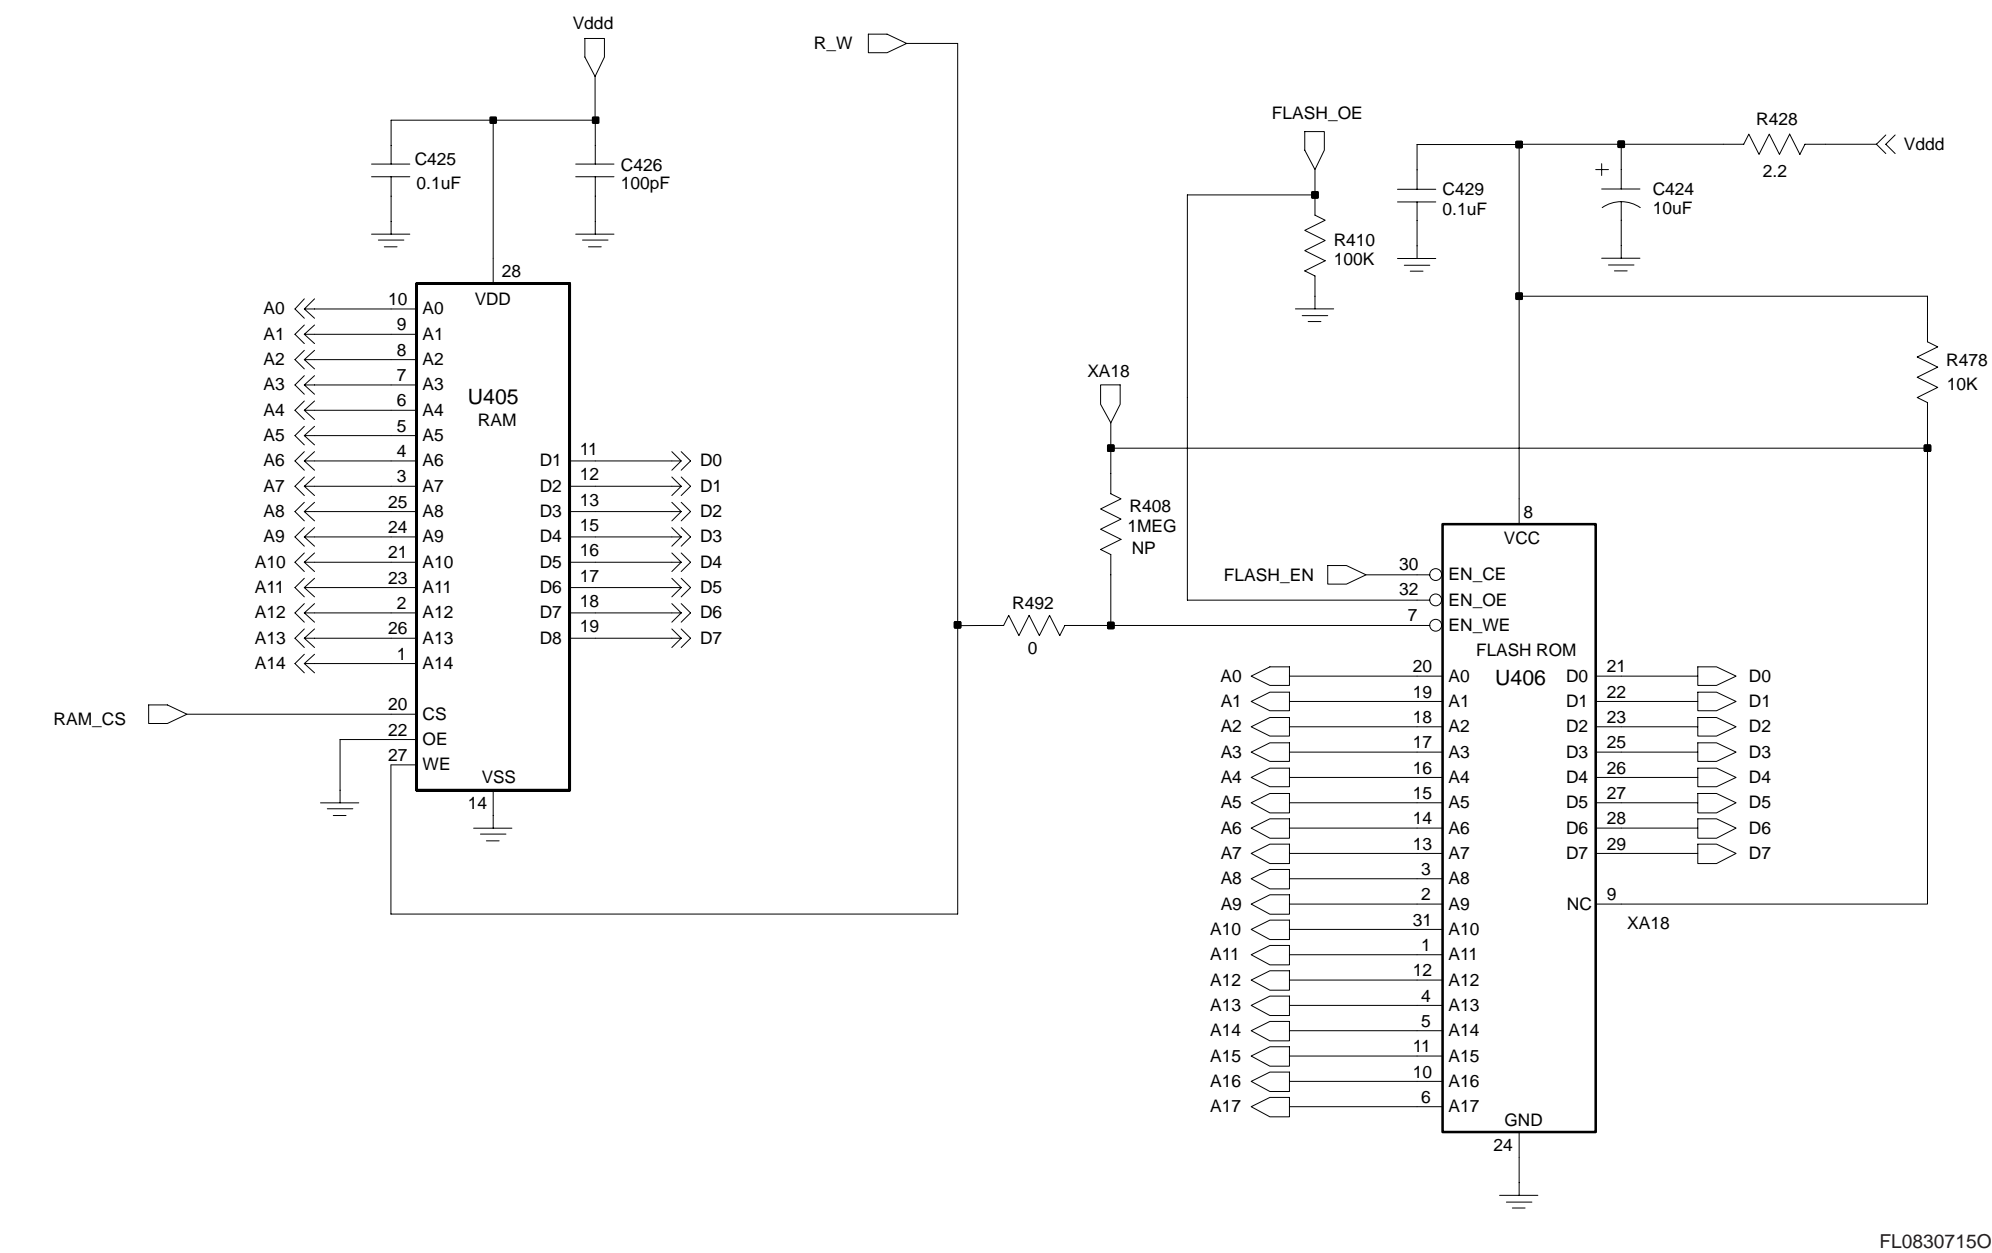 Vddd
C425
0.1uF
C426
100pF
28
VDD
U405
RAM
A0 10 A0
A1 9 A1
A2 8 A2
A3 7 A3
A4 6 A4
A5 5 A5
A6 4 A6
A7 3 A7
A8 25 A8
A9 24 A9
A10 21 A10
A11 23 A11
A12 2 A12
A13 26 A13
A14 1 A14
D1 11 D0
D2 12 D1
D3 13 D2
D4 15 D3
D5 16 D4
D6 17 D5
D7 18 D6
D8 19 D7
RAM_CS 20 CS
22 OE
27 WE
VSS
14
R_W
FLASH_OE
R410
100K
C429
0.1uF
+
C424
10uF
R428
2.2
Vddd
R478
10K
XA18
R408
1MEG
NP
R492
0
8
VCC
FLASH_EN 30 EN_CE
32 EN_OE
7 EN_WE
FLASH ROM
U406
A0 20 A0
A1 19 A1
A2 18 A2
A3 17 A3
A4 16 A4
A5 15 A5
A6 14 A6
A7 13 A7
A8 3 A8
A9 2 A9
A10 31 A10
A11 1 A11
A12 12 A12
A13 4 A13
A14 5 A14
A15 11 A15
A16 10 A16
A17 6 A17
D0 21 D0
D1 22 D1
D2 23 D2
D3 25 D3
D4 26 D4
D5 27 D5
D6 28 D6
D7 29 D7
NC 9
XA18
GND
24
FL0830715O